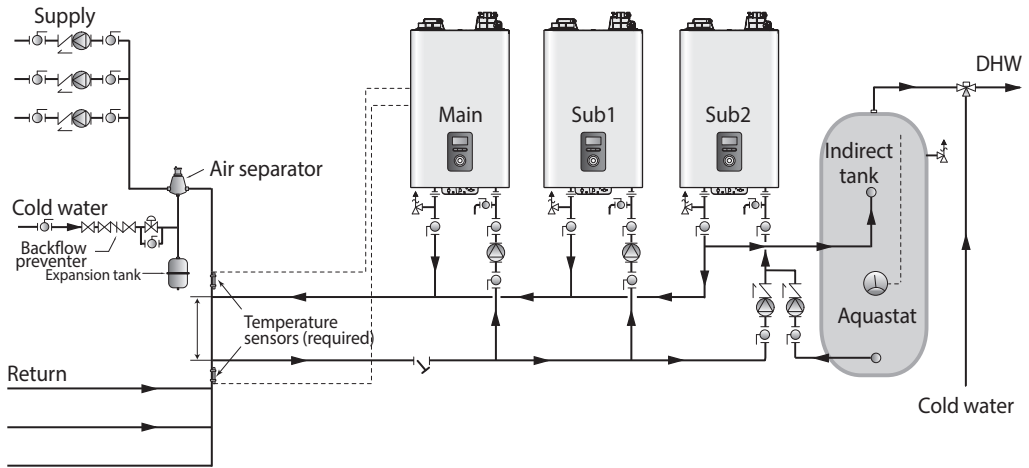 Supply
DHW
Main
Sub1
Sub2
Air separator
Indirect
tank
Cold water
Backflow
preventer
Expansion tank
Temperature
sensors (required)
Aquastat
Return
Cold water